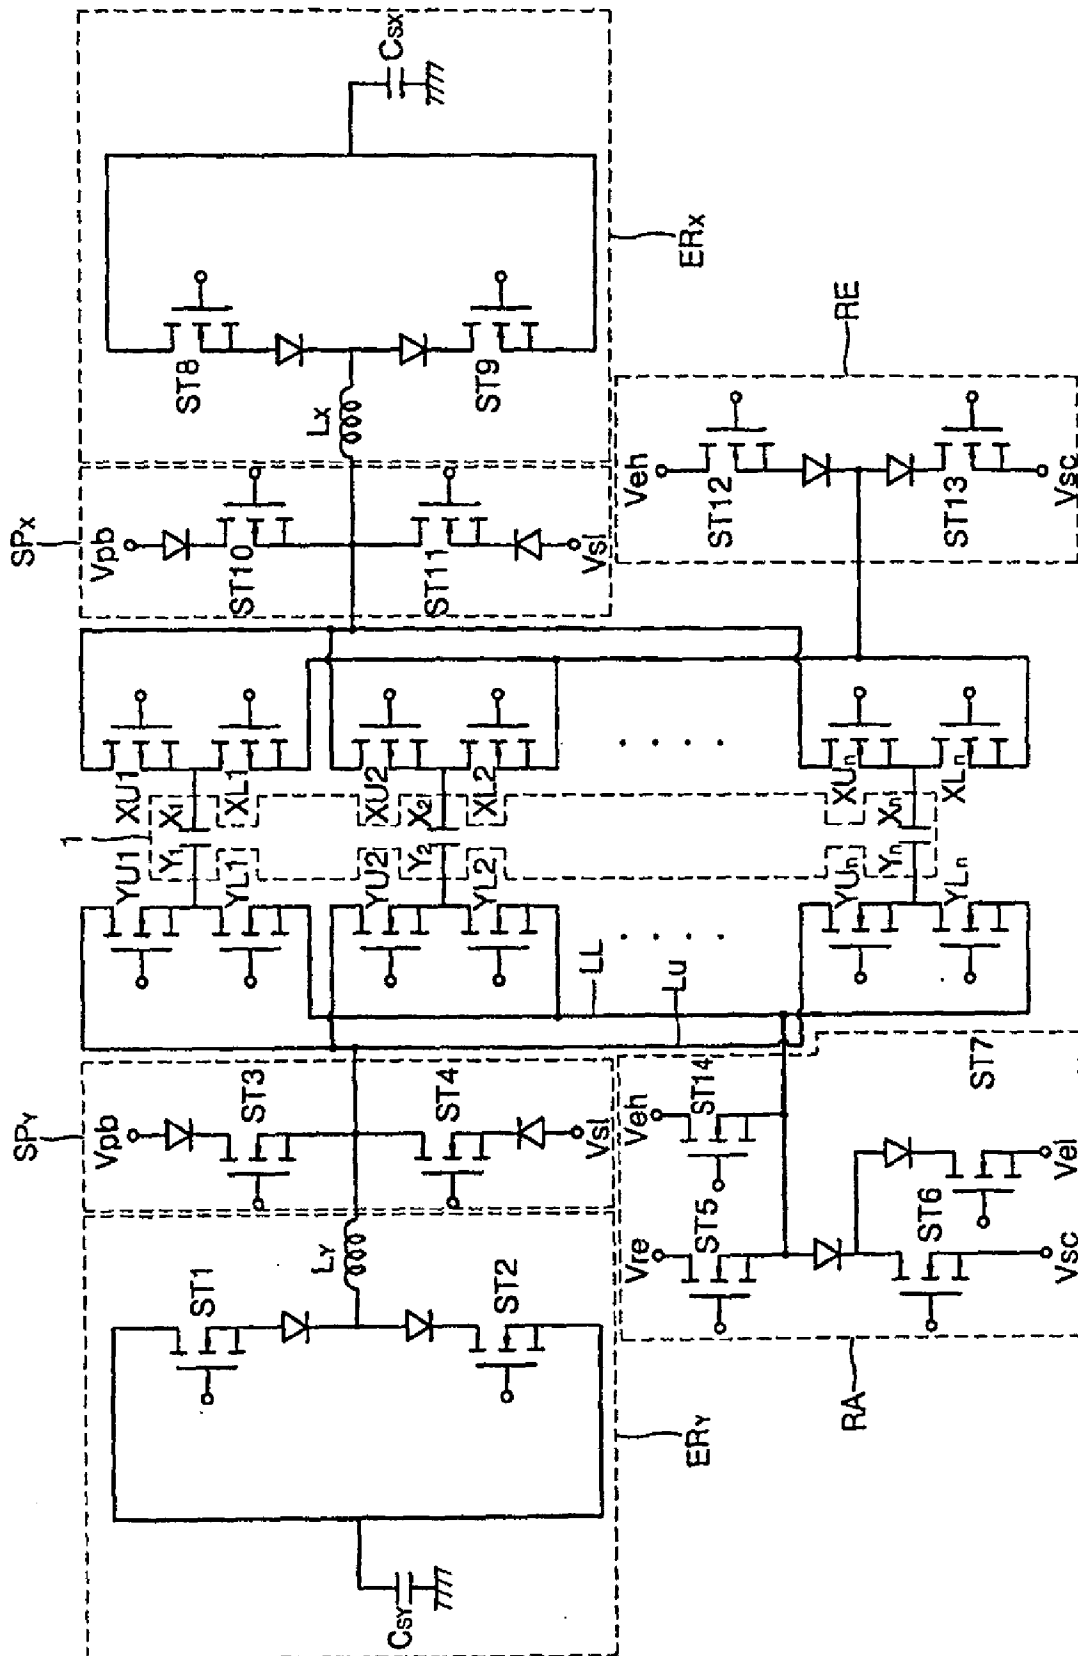 CSX
ERX
ST8
ST9
LX
SPX
Vpb
ST10
ST11
Vsl
RE
Veh
ST12
ST13
Vsc
XU1
X1
XL1
XU2
X2
XL2
XUn
Xn
XLn
1
YU1
Y1
YL1
YU2
Y2
YL2
YUn
Yn
YLn
LL
Lu
SPY
Vpb
ST3
ST4
Vsl
Veh
ST14
ST7
Vre
ST5
ST6
Vel
Vsc
RA
LY
ST1
ST2
ERY
CSY